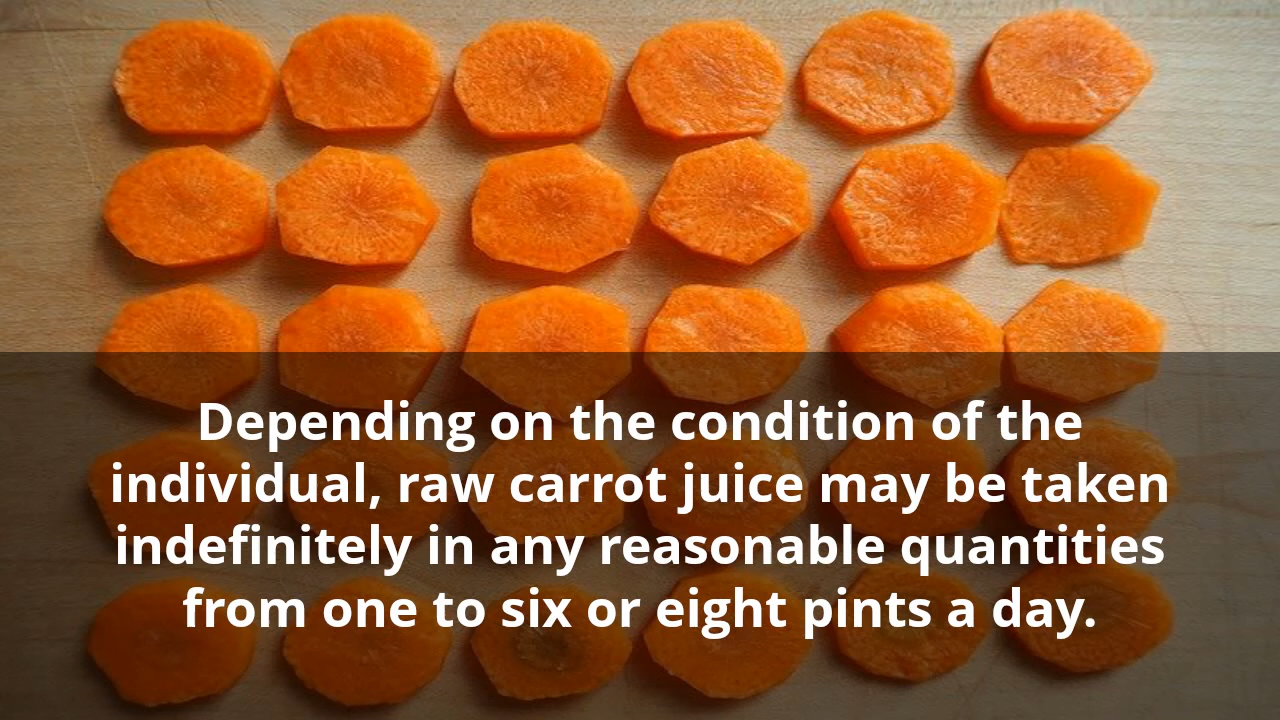 Depending on the condition of the
individual, raw carrot juice may be taken
indefinitely in any reasonable quantities
from one to six or eight pints a day.